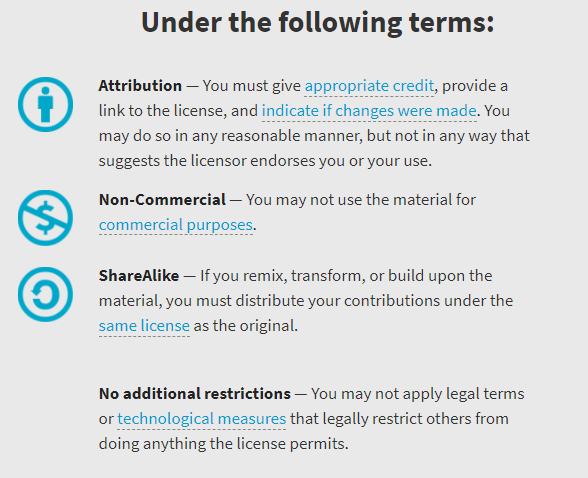 Under the following terms:
Attribution — You must give appropriate credit, provide a
link to the license, and indicate if changes were made. You
may do so in any reasonable manner, but not in any way that
suggests the licensor endorses you or your use.
Non-Commercial — You may not use the material for
commercial purposes.
ShareAlike — If you remix, transform, or build upon the
material, you must distribute your contributions under the
same license as the original.
No additional restrictions — You may not apply legal terms
or technological measures that legally restrict others from
doing anything the license permits.